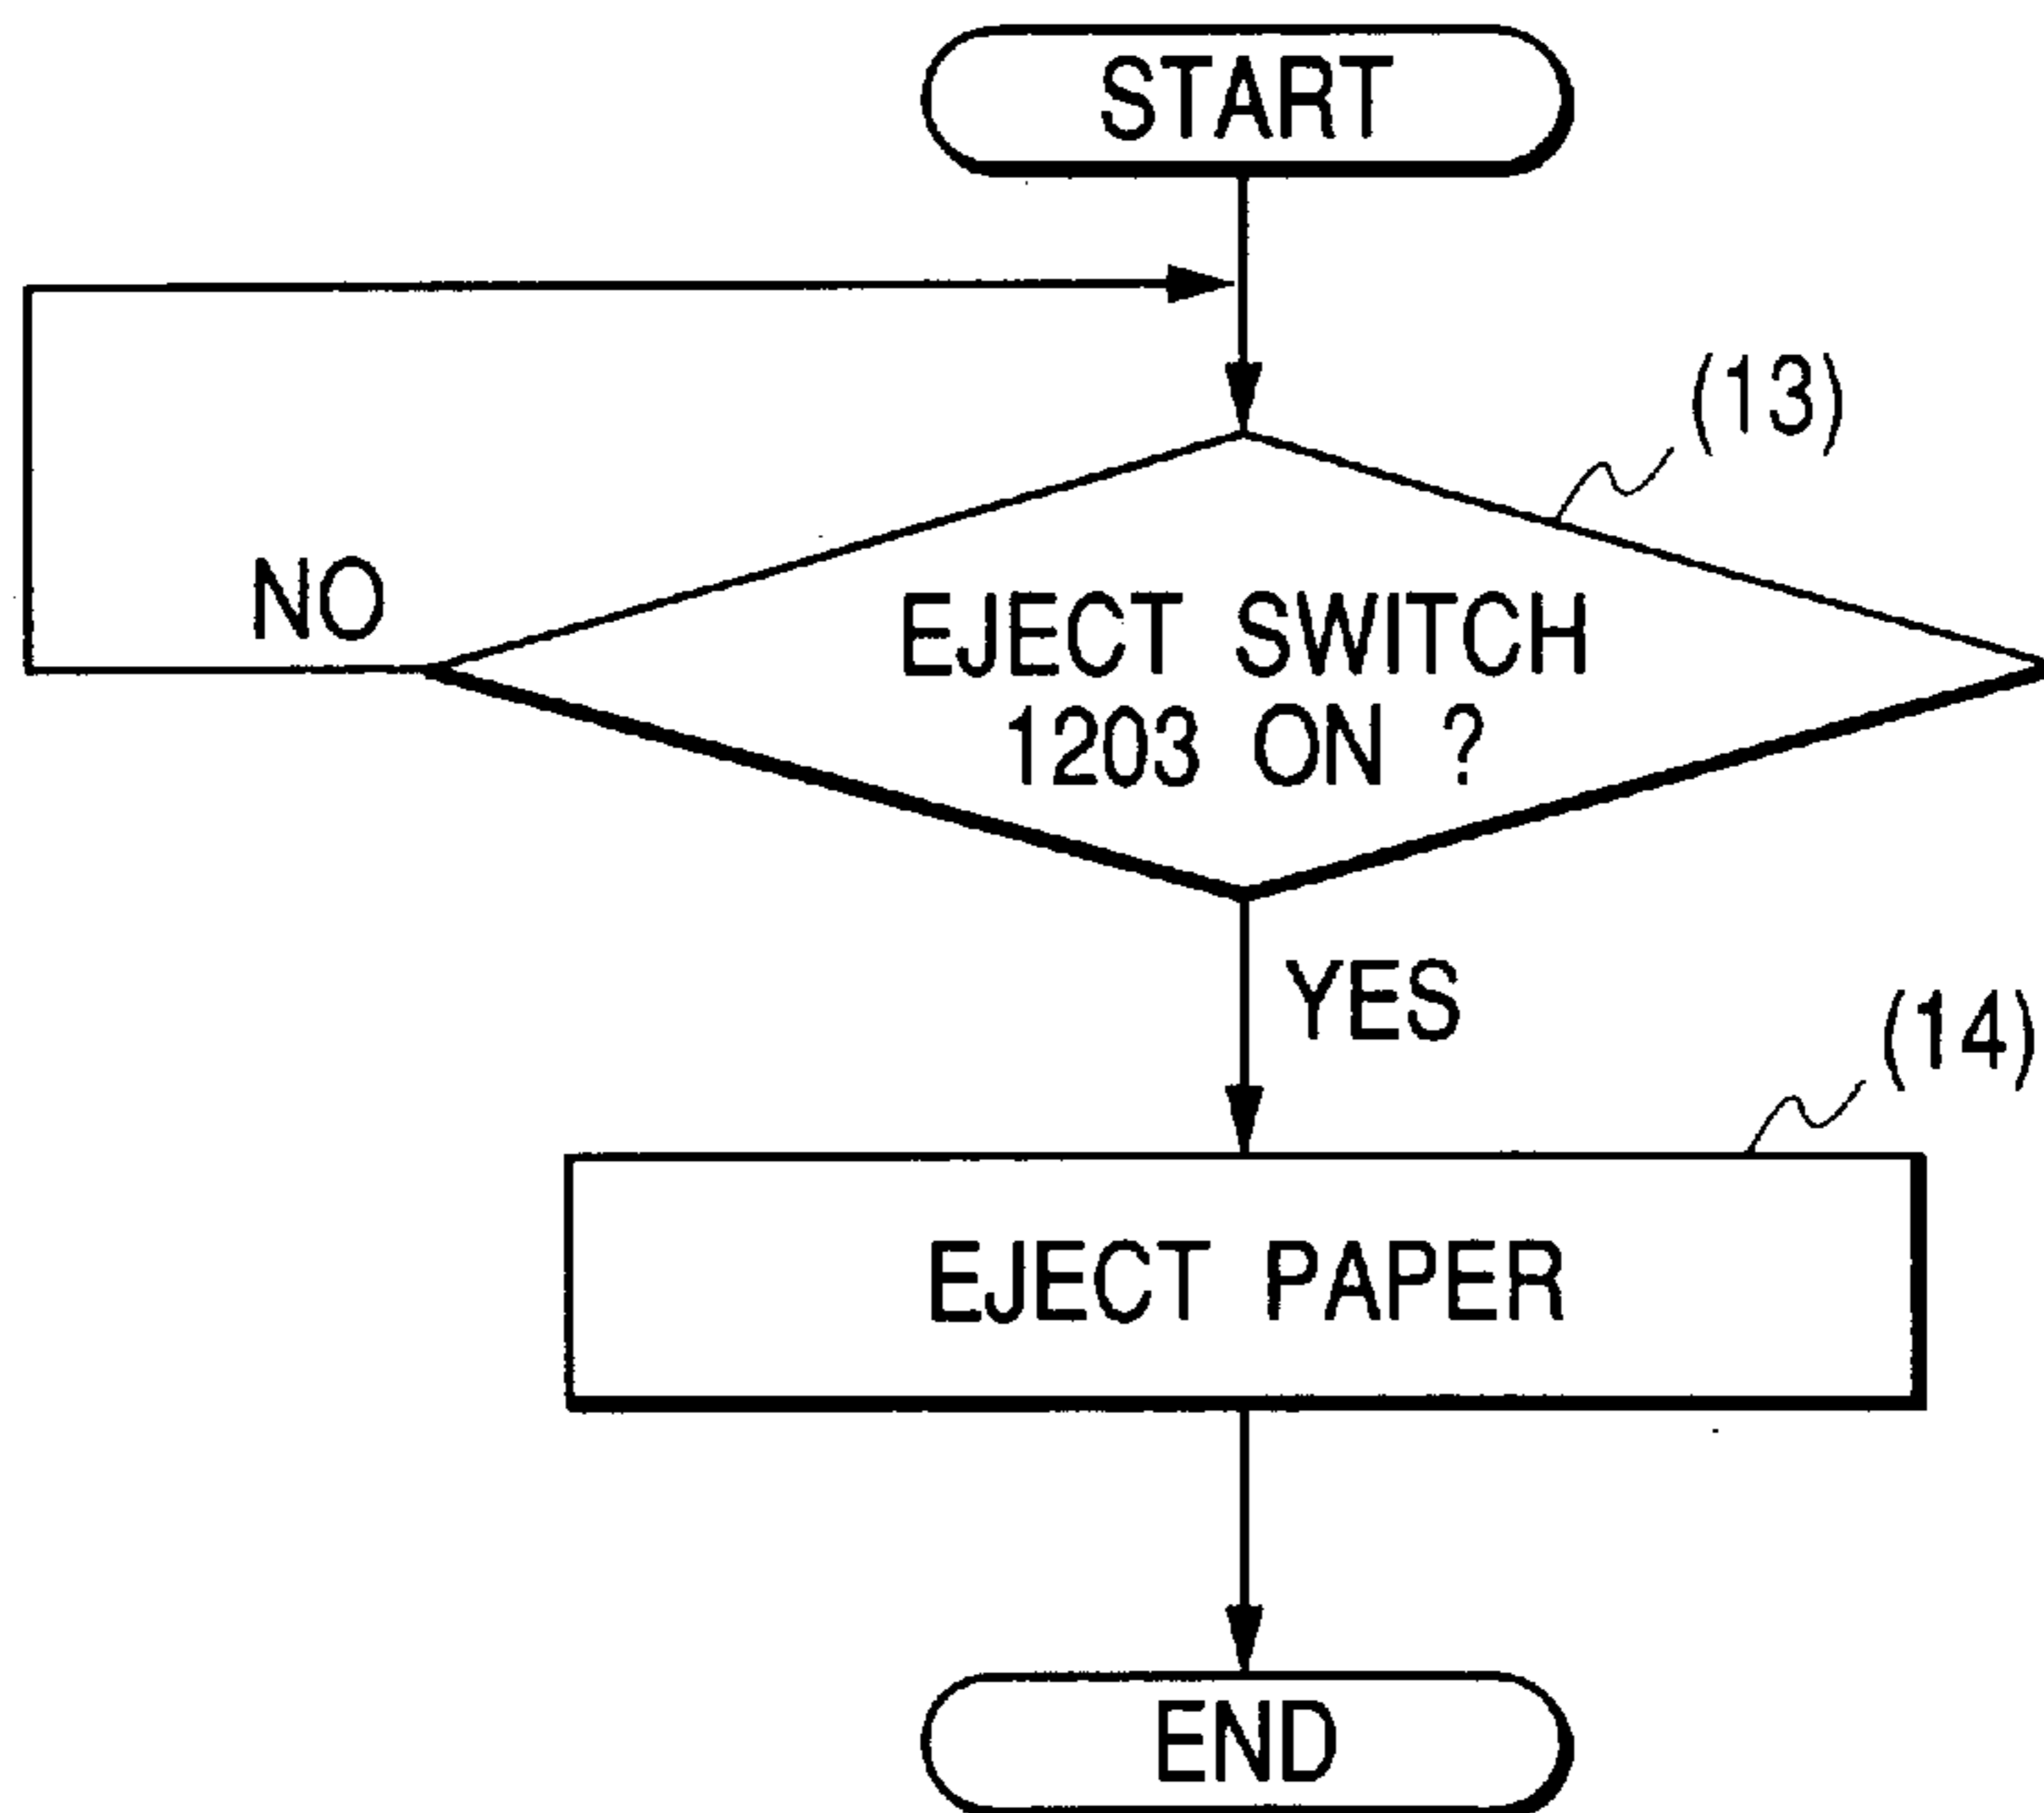 START
(13)
NO
EJECT SWITCH
1203 ON ?
YES
(14)
EJECT PAPER
END